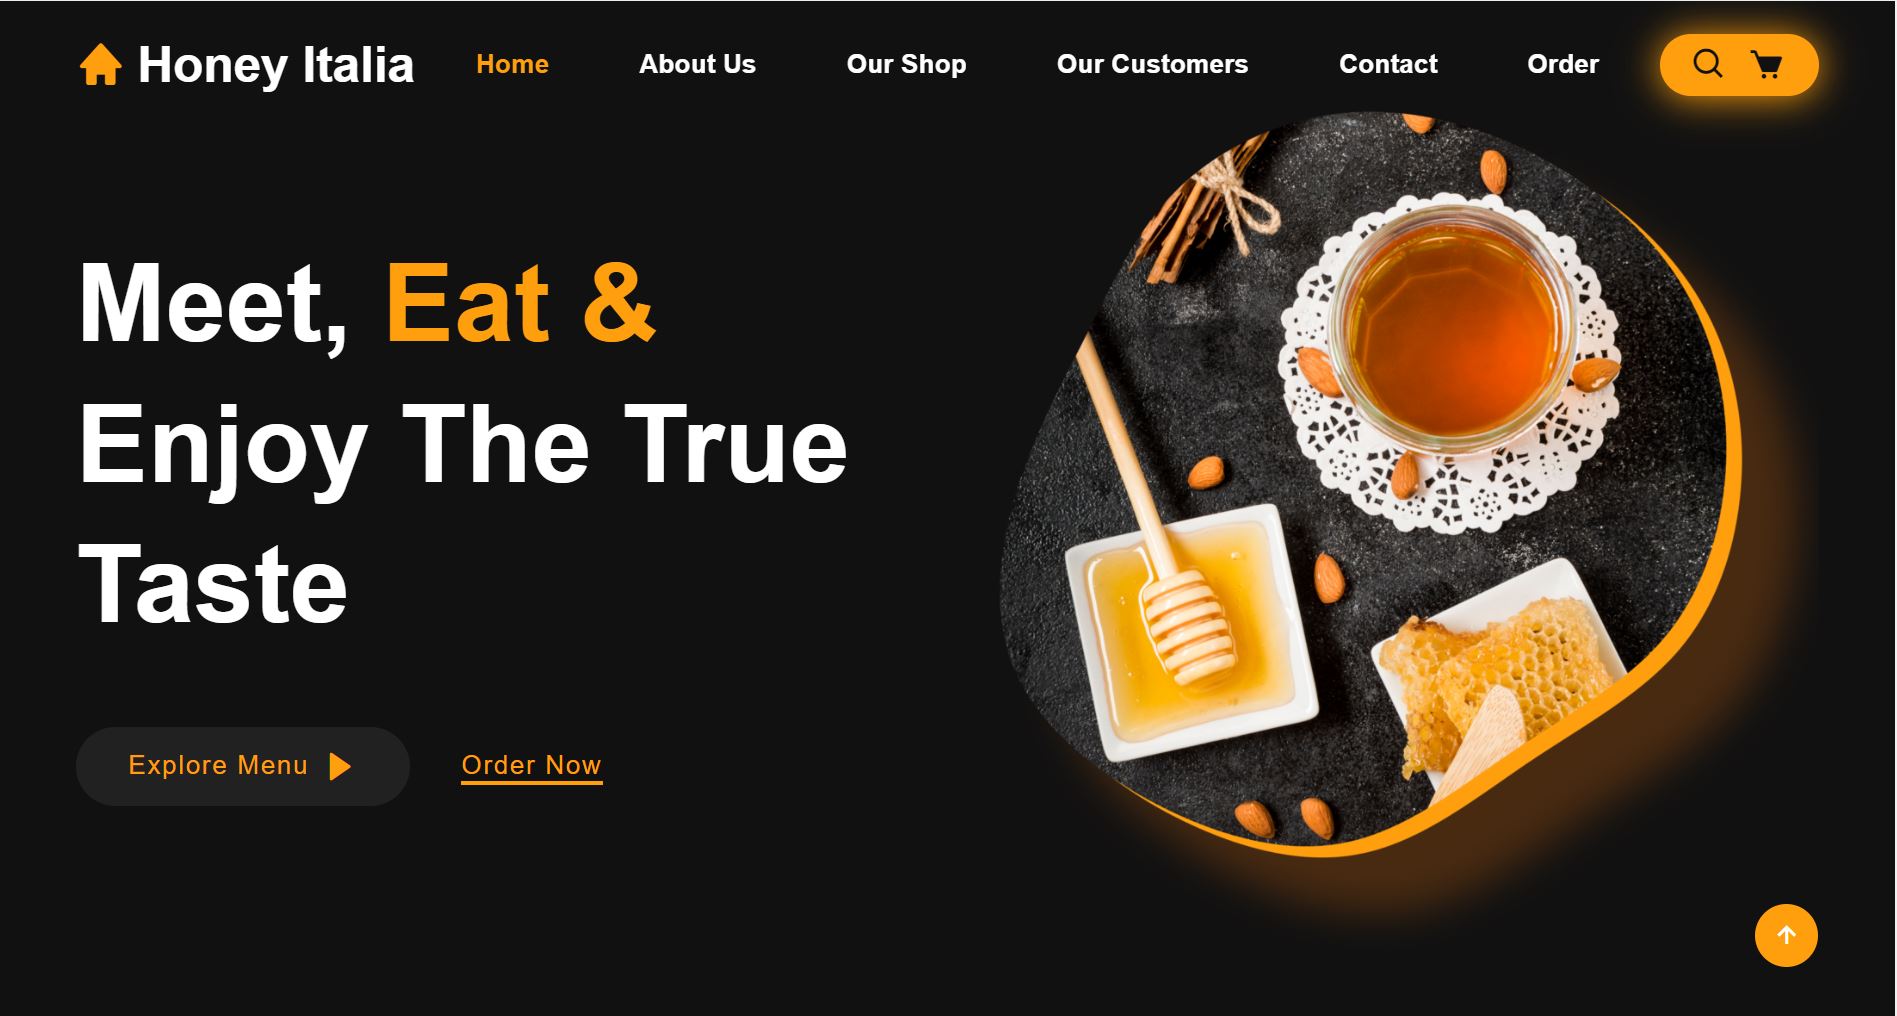 Honey Italia
Home
About Us
Our Shop
Our Customers
Contact
Order
Meet, Eat &
Enjoy The True
Taste
Explore Menu
Order Now